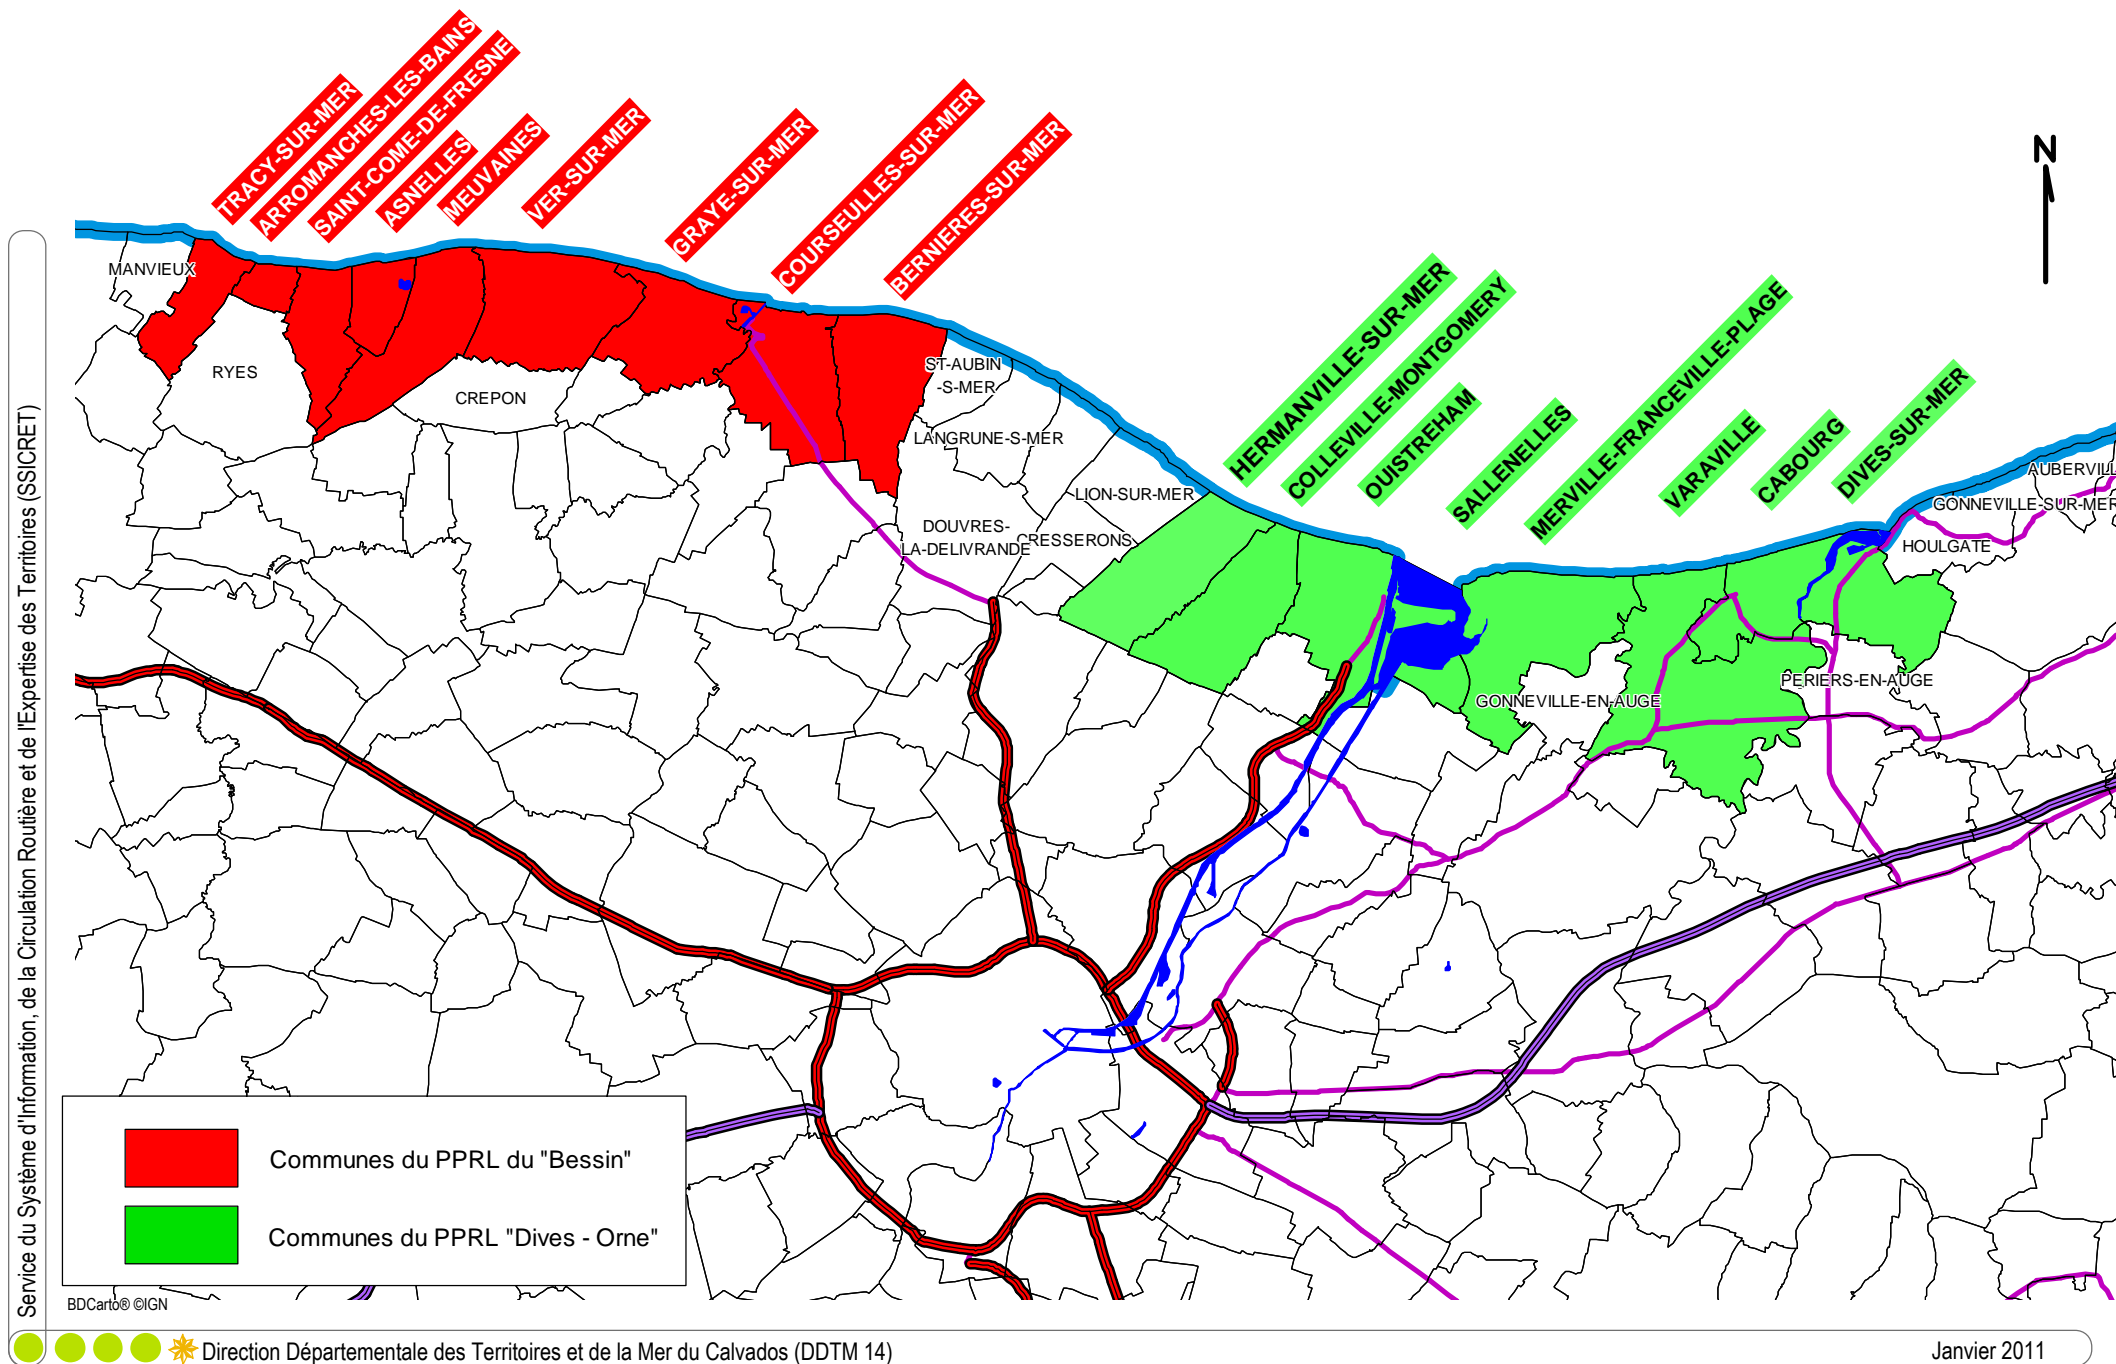 TRACY-SUR-MER
ARROMANCHES-LES-BAINS
SAINT-COME-DE-FRESNE
ASNELLES
MEUVAINES
VER-SUR-MER
GRAYE-SUR-MER
COURSEULLES-SUR-MER
BERNIERES-SUR-MER
HERMANVILLE-SUR-MER
COLLEVILLE-MONTGOMERY
OUISTREHAM
SALLENELLES
MERVILLE-FRANCEVILLE-PLAGE
VARAVILLE
CABOURG
DIVES-SUR-MER
N
MANVIEUX
RYES
CREPON
ST-AUBIN
-S-MER
LANGRUNE-S-MER
LION-SUR-MER
DOUVRES-
LA-DELIVRANDE
CRESSERONS
AUBERVILL
GONNEVILLE-SUR-MER
HOULGATE
GONNEVILLE-EN-AUGE
PERIERS-EN-AUGE
Communes du PPRL du "Bessin"
Communes du PPRL "Dives - Orne"
BDCarto® ©IGN
Service du Système d'Information, de la Circulation Routière et de l'Expertise des Territoires (SSICRET)
Direction Départementale des Territoires et de la Mer du Calvados (DDTM 14)
Janvier 2011